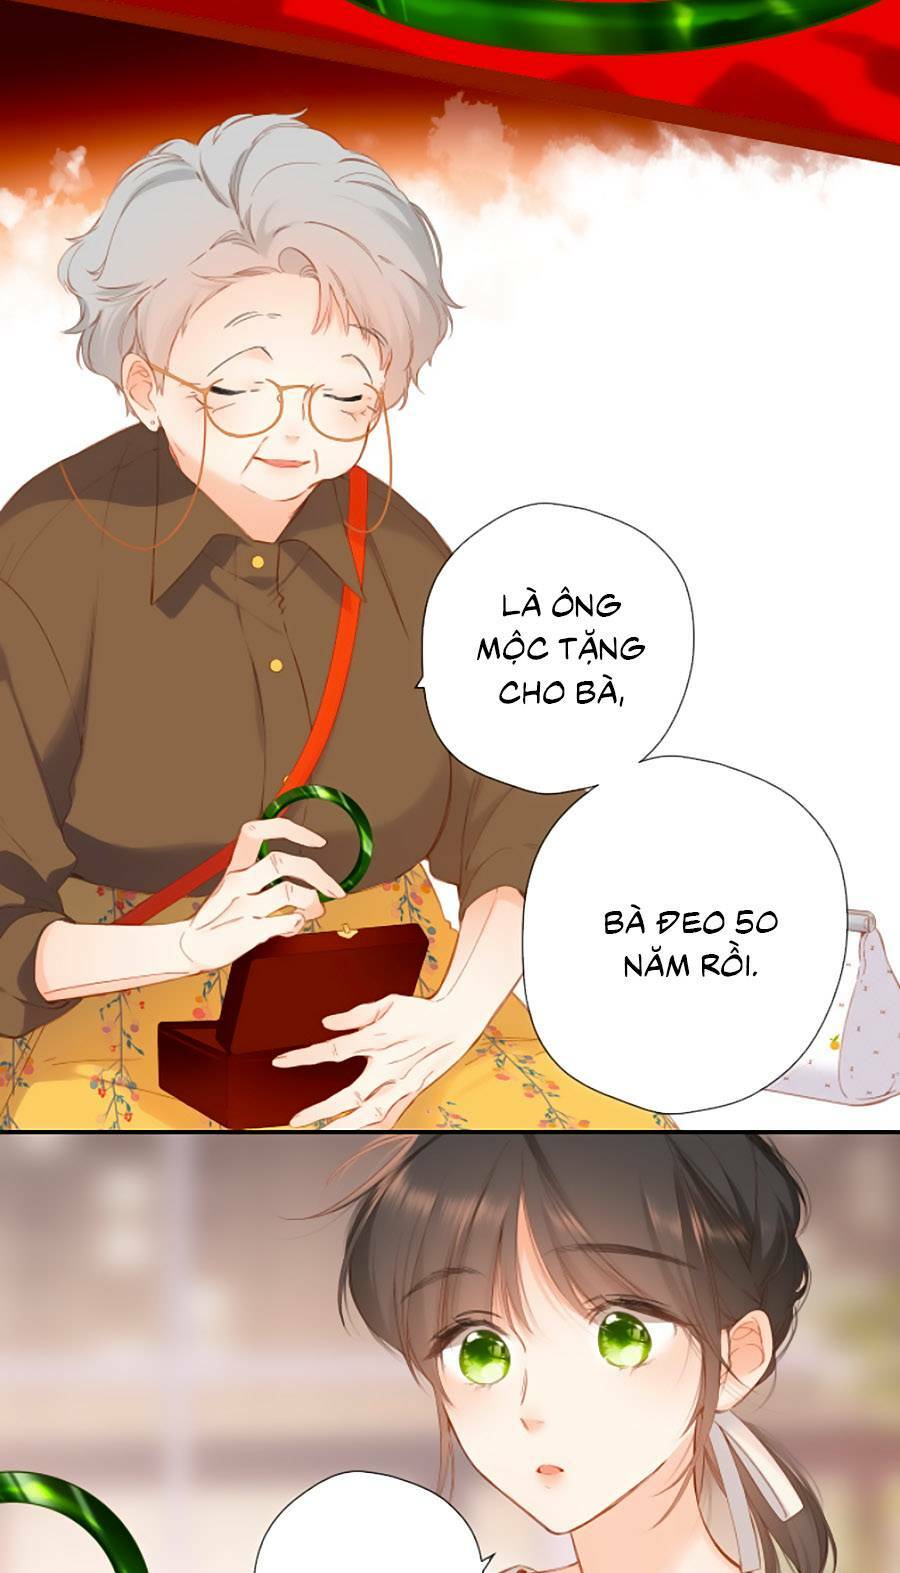 LÀ ÔNG
MỘC TẶNG
CHO BÀ,
BÀ ĐEO 50
NĂM RỒI.